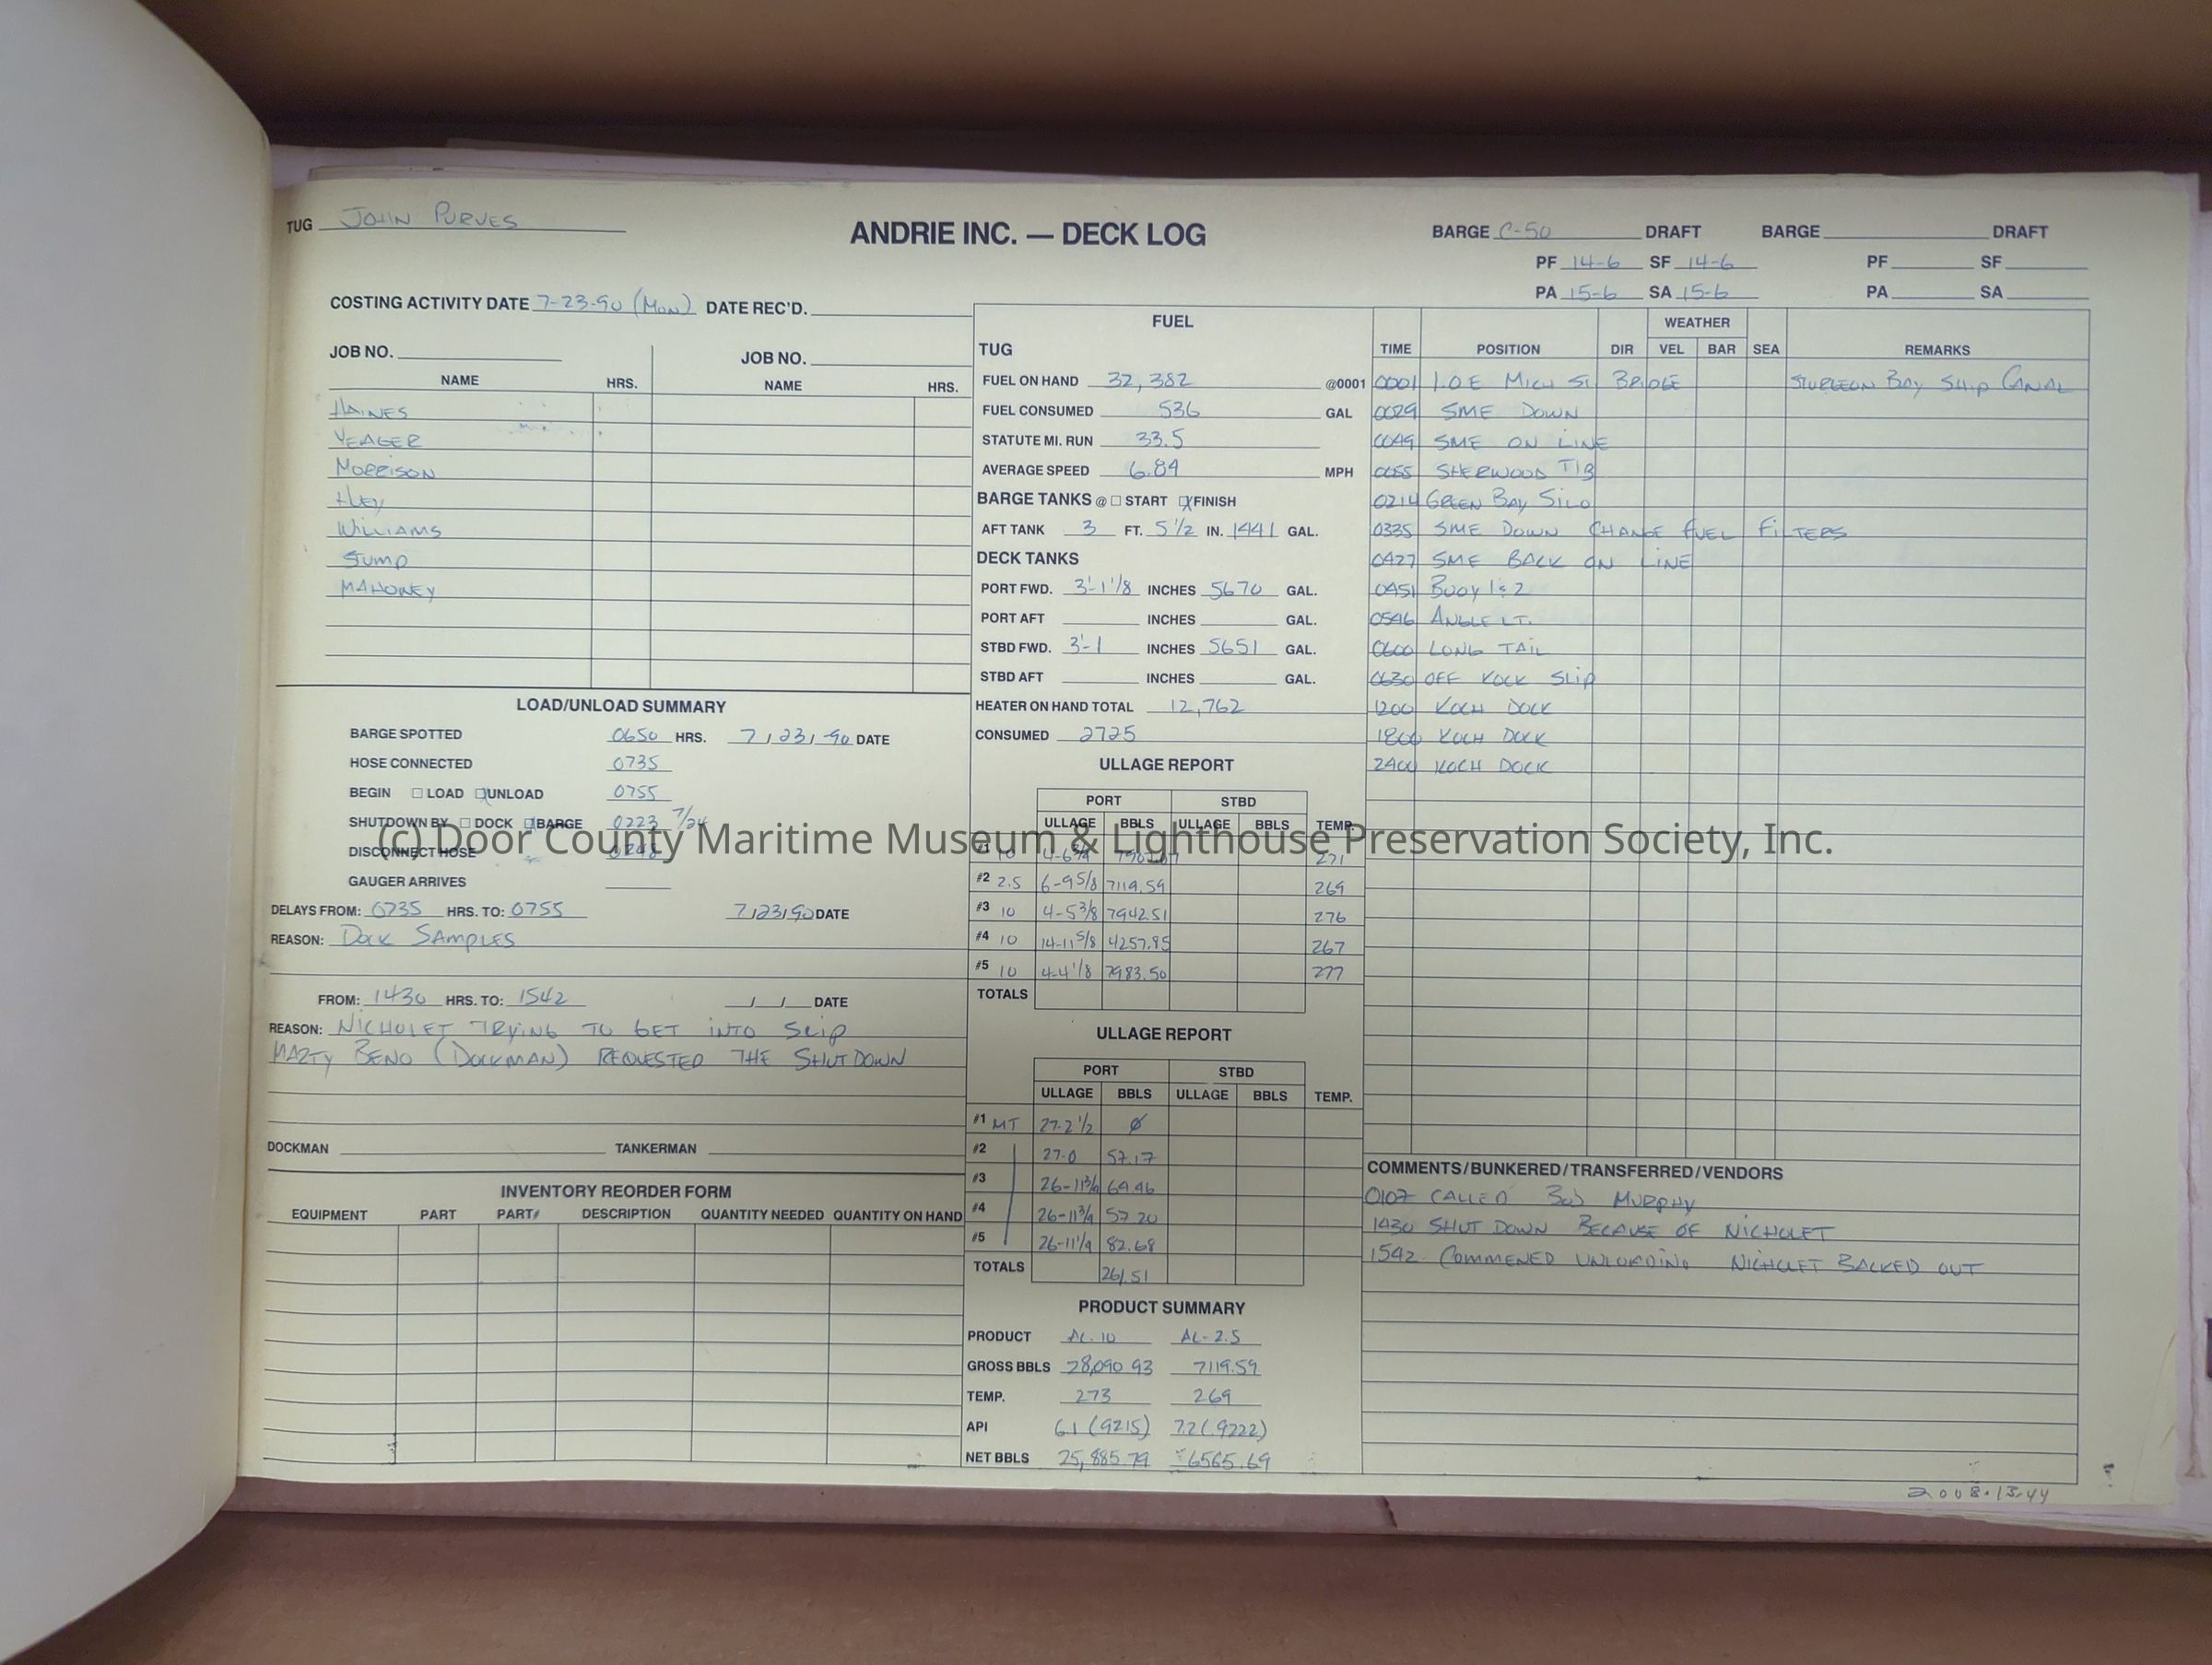 TUG JOHN PURVES
ANDRIE INC. — DECK LOG
BARGE C-50 DRAFT BARGE DRAFT
PF 14-6 SF 14-6 PF SF
PA 15-6 SA 15-6 PA SA
COSTING ACTIVITY DATE 7-23-90 (MON) DATE REC'D.
JOB NO. JOB NO.
NAME HRS. NAME HRS.
HAINES
YEAGER
MORRISON
HUEY
WILLIAMS
STUMP
MAHONEY
LOAD/UNLOAD SUMMARY
BARGE SPOTTED 0650 HRS. 7/23/90 DATE
HOSE CONNECTED 0735
BEGIN LOAD UNLOAD 0755
SHUTDOWN BY DOCK BARGE 0223 7/24
DISCONNECT HOSE
GAUGER ARRIVES
DELAYS FROM: 0735 HRS. TO: 0755 7/23/90 DATE
REASON: DOCK SAMPLES
FROM: 1430 HRS. TO: 1542 / / DATE
REASON: NICHOLET TRYING TO GET INTO SLIP
MARTY BENO (DOCKMAN) REQUESTED THE SHUTDOWN
DOCKMAN TANKERMAN
INVENTORY REORDER FORM
EQUIPMENT PART PART# DESCRIPTION QUANTITY NEEDED QUANTITY ON HAND
FUEL
TUG
FUEL ON HAND 32,382 @0001
FUEL CONSUMED 536 GAL
STATUTE MI. RUN 33.5
AVERAGE SPEED 6.84 MPH
BARGE TANKS @ START FINISH
AFT TANK 3 FT. 5 1/2 IN. 1441 GAL.
DECK TANKS
PORT FWD. 3'-1 1/8 INCHES 5670 GAL.
PORT AFT INCHES GAL.
STBD FWD. 3'-1 INCHES 5651 GAL.
STBD AFT INCHES GAL.
HEATER ON HAND TOTAL 12,762
CONSUMED 2725
ULLAGE REPORT
PORT STBD
ULLAGE BBLS ULLAGE BBLS TEMP.
#1 10 4-6 3/4 271
#2 2.5 6-9 5/8 7119.59 269
#3 10 4-5 3/8 7942.51 276
#4 10 14-11 5/8 4257.85 267
#5 10 4-4 1/8 7983.50 277
TOTALS
ULLAGE REPORT
PORT STBD
ULLAGE BBLS ULLAGE BBLS TEMP.
#1 MT 27-2 1/2 Ø
#2 27-0 57.17
#3 26-11 3/4 64.46
#4 26-11 3/4 57.20
#5 26-11 1/4 82.68
TOTALS 261.51
PRODUCT SUMMARY
PRODUCT AC-10 AC-2.5
GROSS BBLS 28,090.93 7119.59
TEMP. 273 269
API 6.1 (.9215) 7.2 (.9222)
NET BBLS 25,885.79 6565.69
WEATHER
TIME POSITION DIR VEL BAR SEA REMARKS
0001 1.0 E MICH ST BRIDGE STURGEON BAY SHIP CANAL
0029 SME DOWN
0049 SME ON LINE
0055 SHERWOOD T/B
0214 GREEN BAY SILO
0335 SME DOWN CHANGE FUEL FILTERS
0427 SME BACK ON LINE
0451 BUOY 1 & 2
0546 ANGLE LT.
0600 LONG TAIL
0630 OFF KOCK SLIP
1200 KOCH DOCK
1800 KOCH DOCK
2400 KOCH DOCK
COMMENTS/BUNKERED/TRANSFERRED/VENDORS
0107 CALLED BOB MURPHY
1430 SHUT DOWN BECAUSE OF NICHOLET
1542 COMMENED UNLOADING NICHOLET BACKED OUT
2008.13.44
(c) Door County Maritime Museum & Lighthouse Preservation Society, Inc.